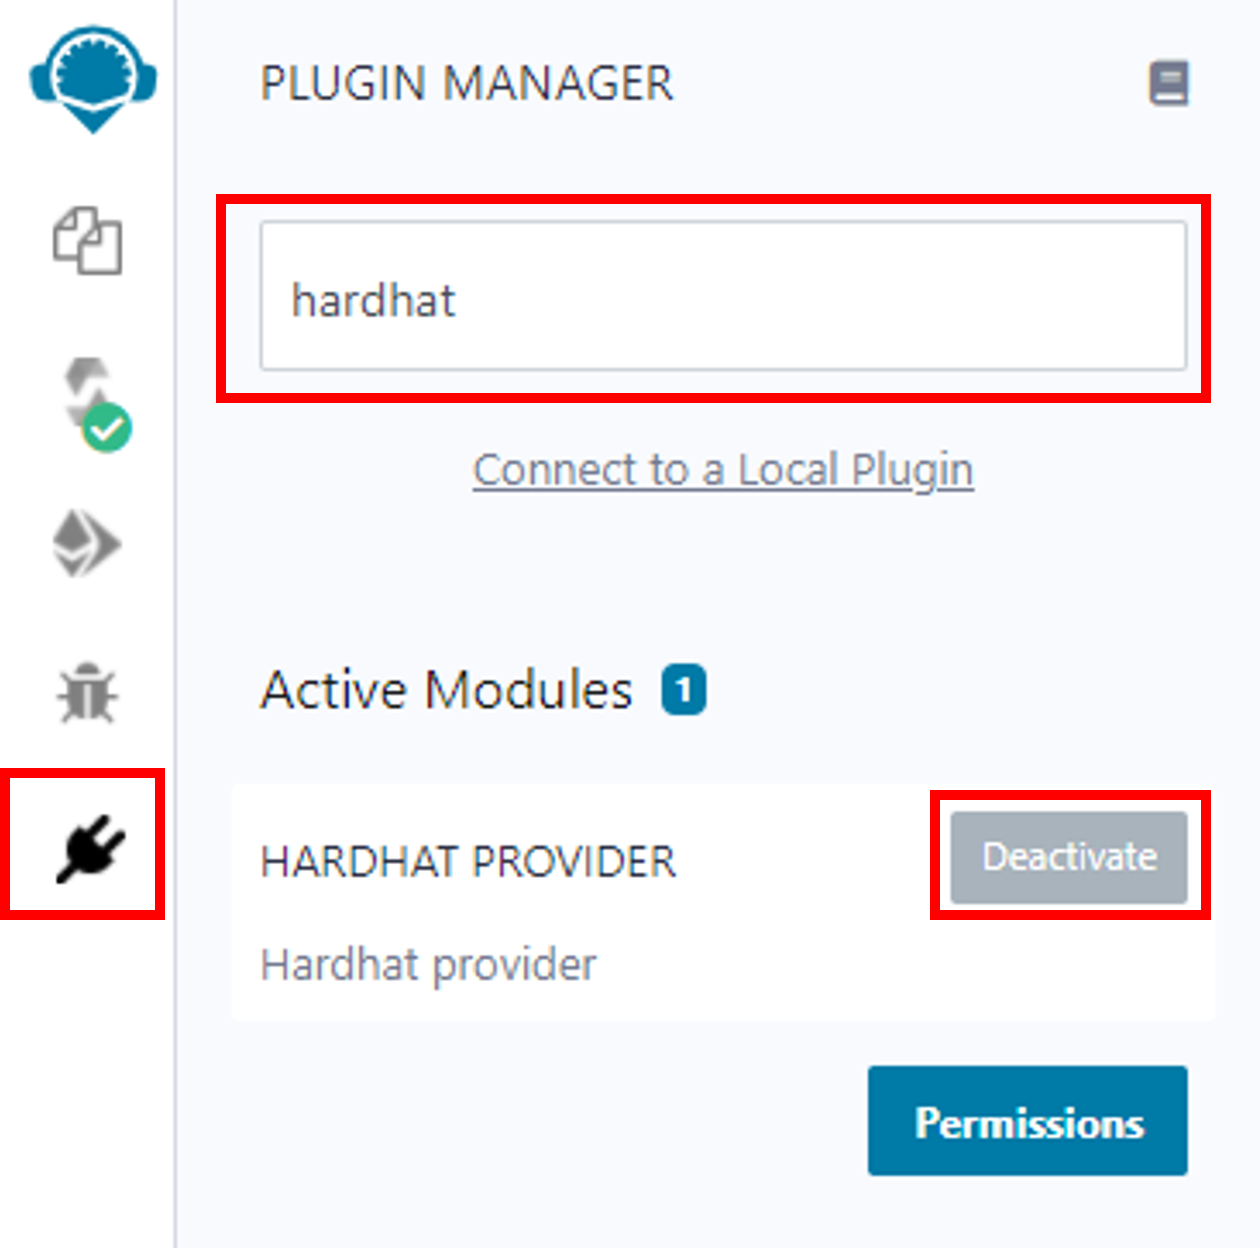 PLUGIN MANAGER
hardhat
Connect to a Local Plugin
Active Modules 1
HARDHAT PROVIDER Deactivate
Hardhat provider
Permissions